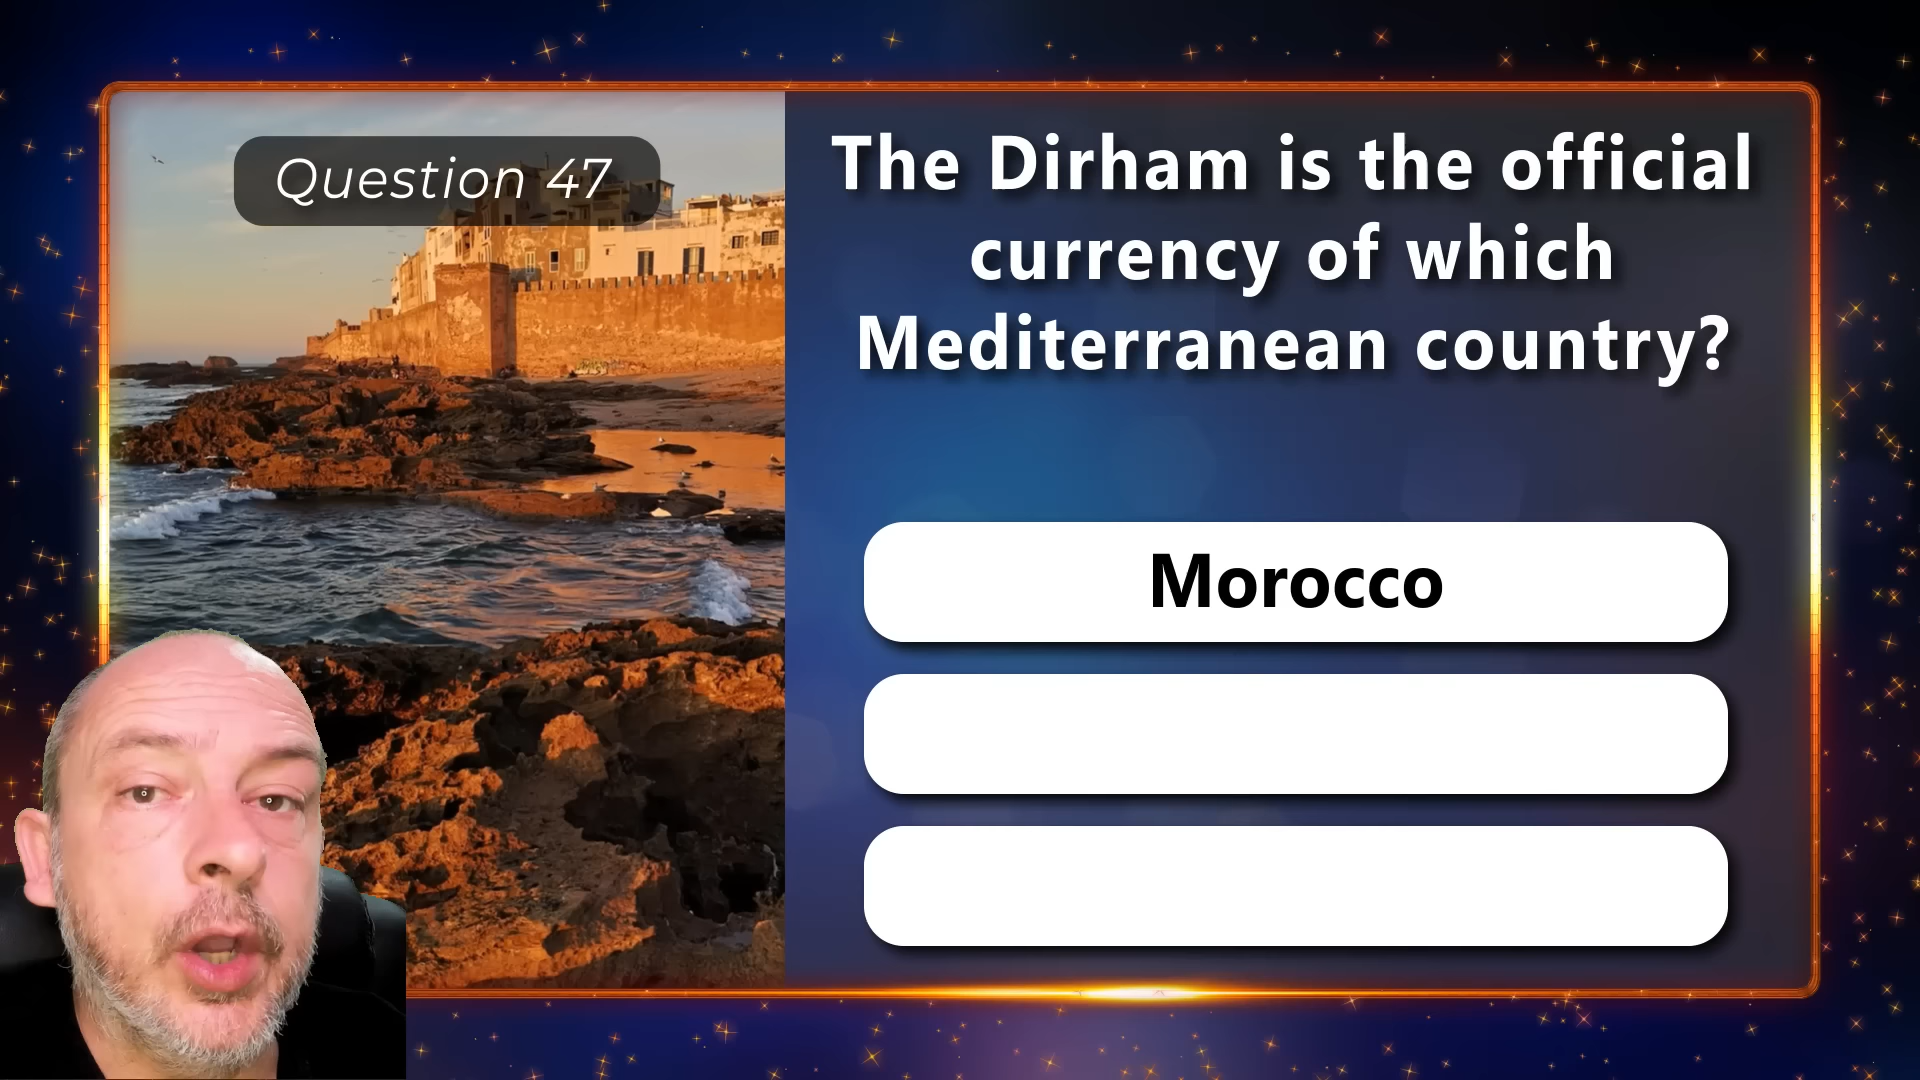 Question 47
The Dirham is the official
currency of which
Mediterranean country?
Morocco